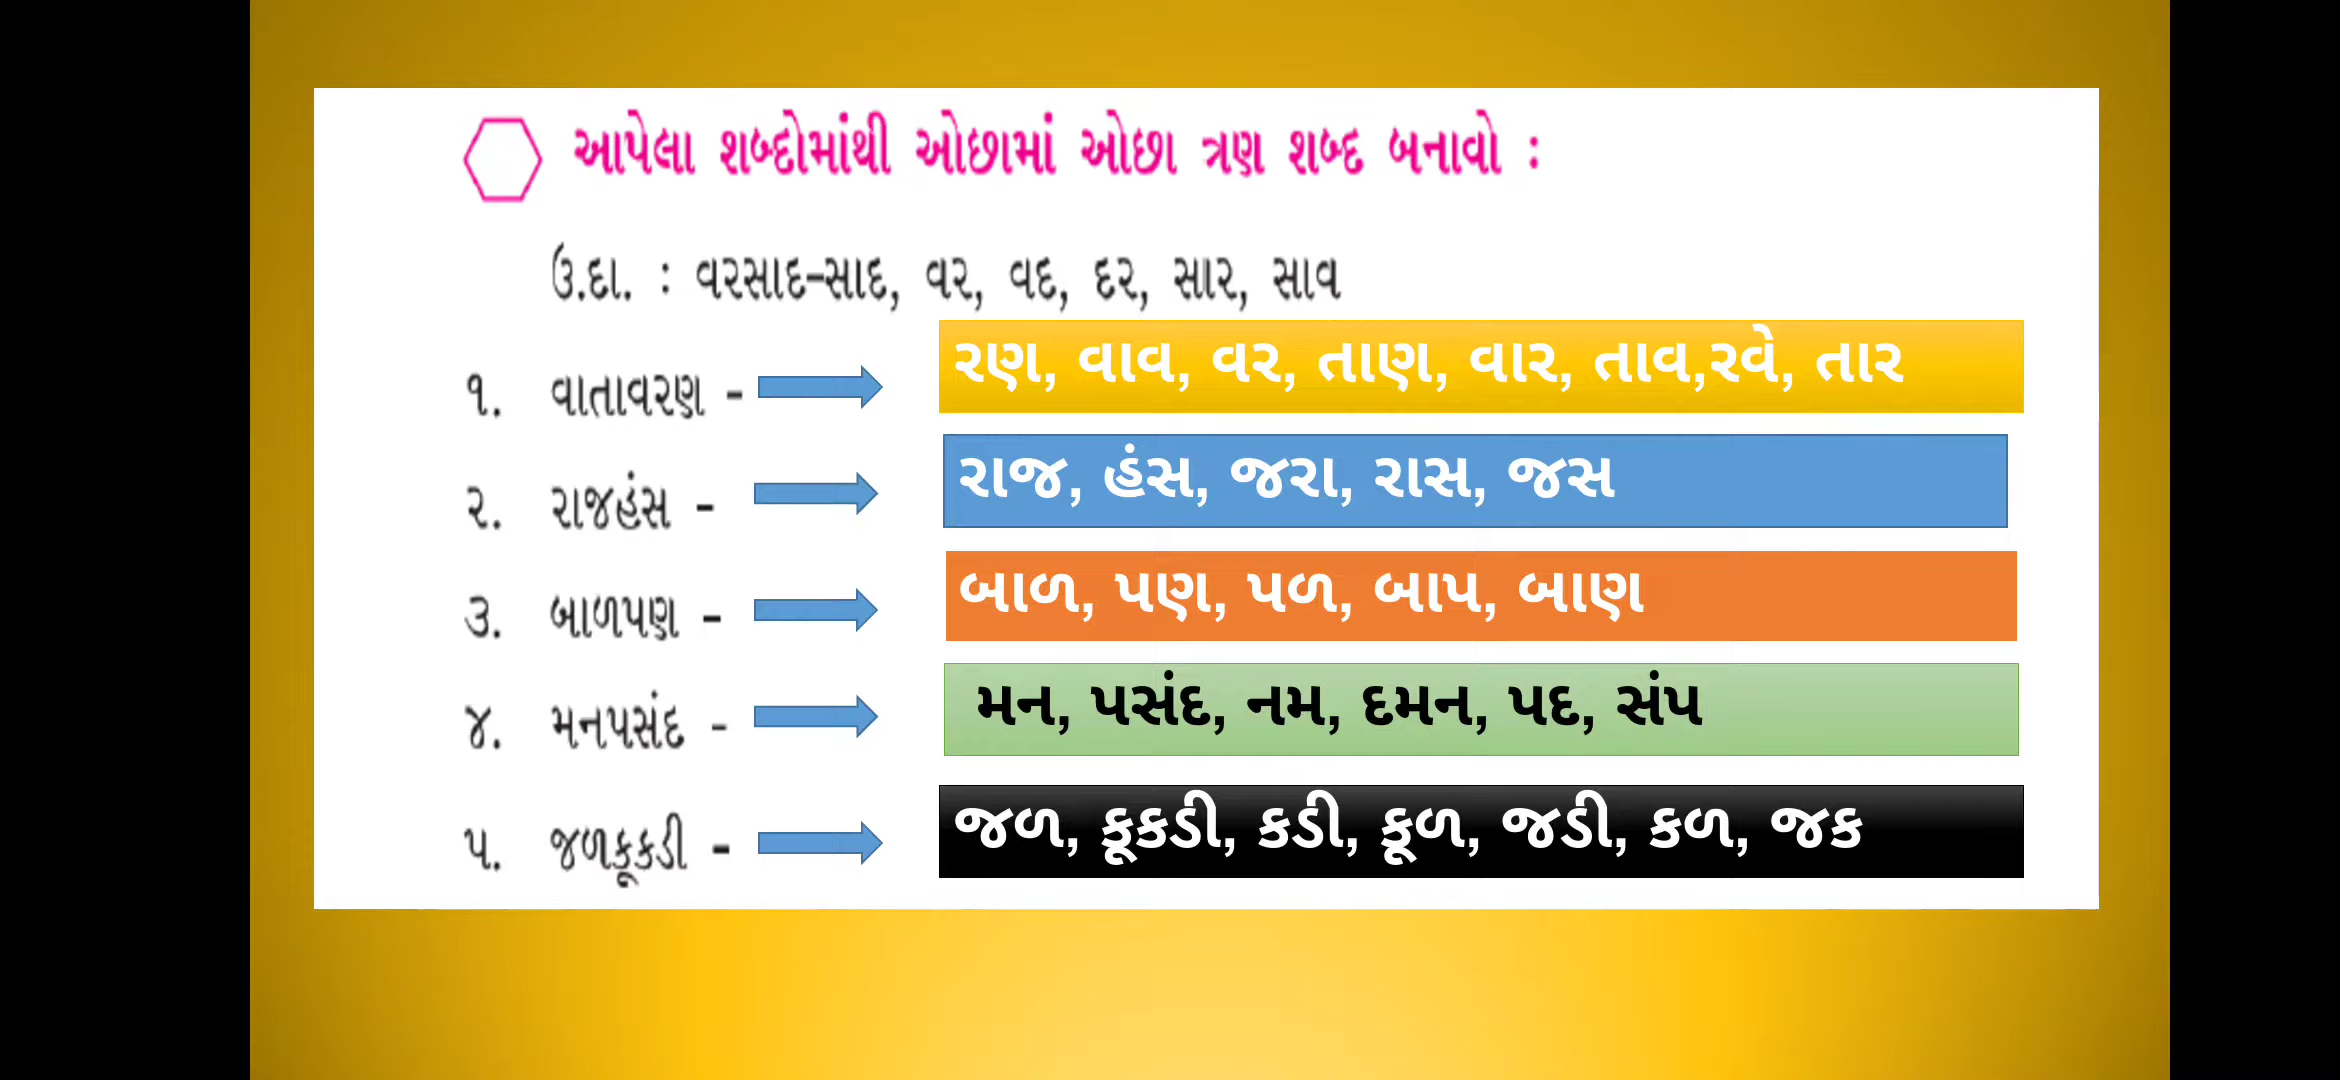 આપેલા શબ્દોમાંથી ઓછામાં ઓછા ત્રણ શબ્દ બનાવો :
ઉ.દા. : વરસાદ-સાદ, વર, વદ, દર, સાર, સાવ
૧. વાતાવરણ - રણ, વાવ, વર, તાણ, વાર, તાવ,રવે, તાર
૨. રાજહંસ - રાજ, હંસ, જરા, રાસ, જસ
૩. બાળપણ - બાળ, પણ, પળ, બાપ, બાણ
૪. મનપસંદ - મન, પસંદ, નમ, દમન, પદ, સંપ
૫. જળકૂકડી - જળ, કૂકડી, કડી, કૂળ, જડી, કળ, જક